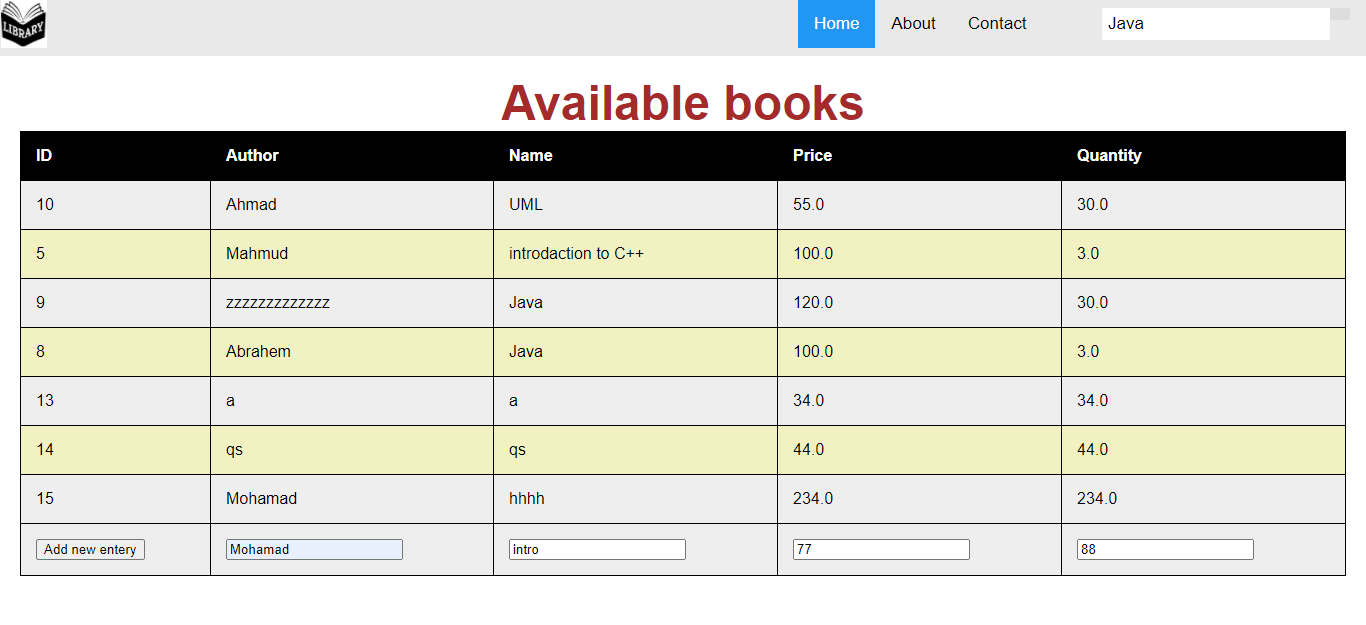 LIBRARY
Home About Contact Java
Available books
ID Author Name Price Quantity
10 Ahmad UML 55.0 30.0
5 Mahmud introdaction to C++ 100.0 3.0
9 zzzzzzzzzzzzz Java 120.0 30.0
8 Abrahem Java 100.0 3.0
13 a a 34.0 34.0
14 qs qs 44.0 44.0
15 Mohamad hhhh 234.0 234.0
Add new entery Mohamad intro 77 88